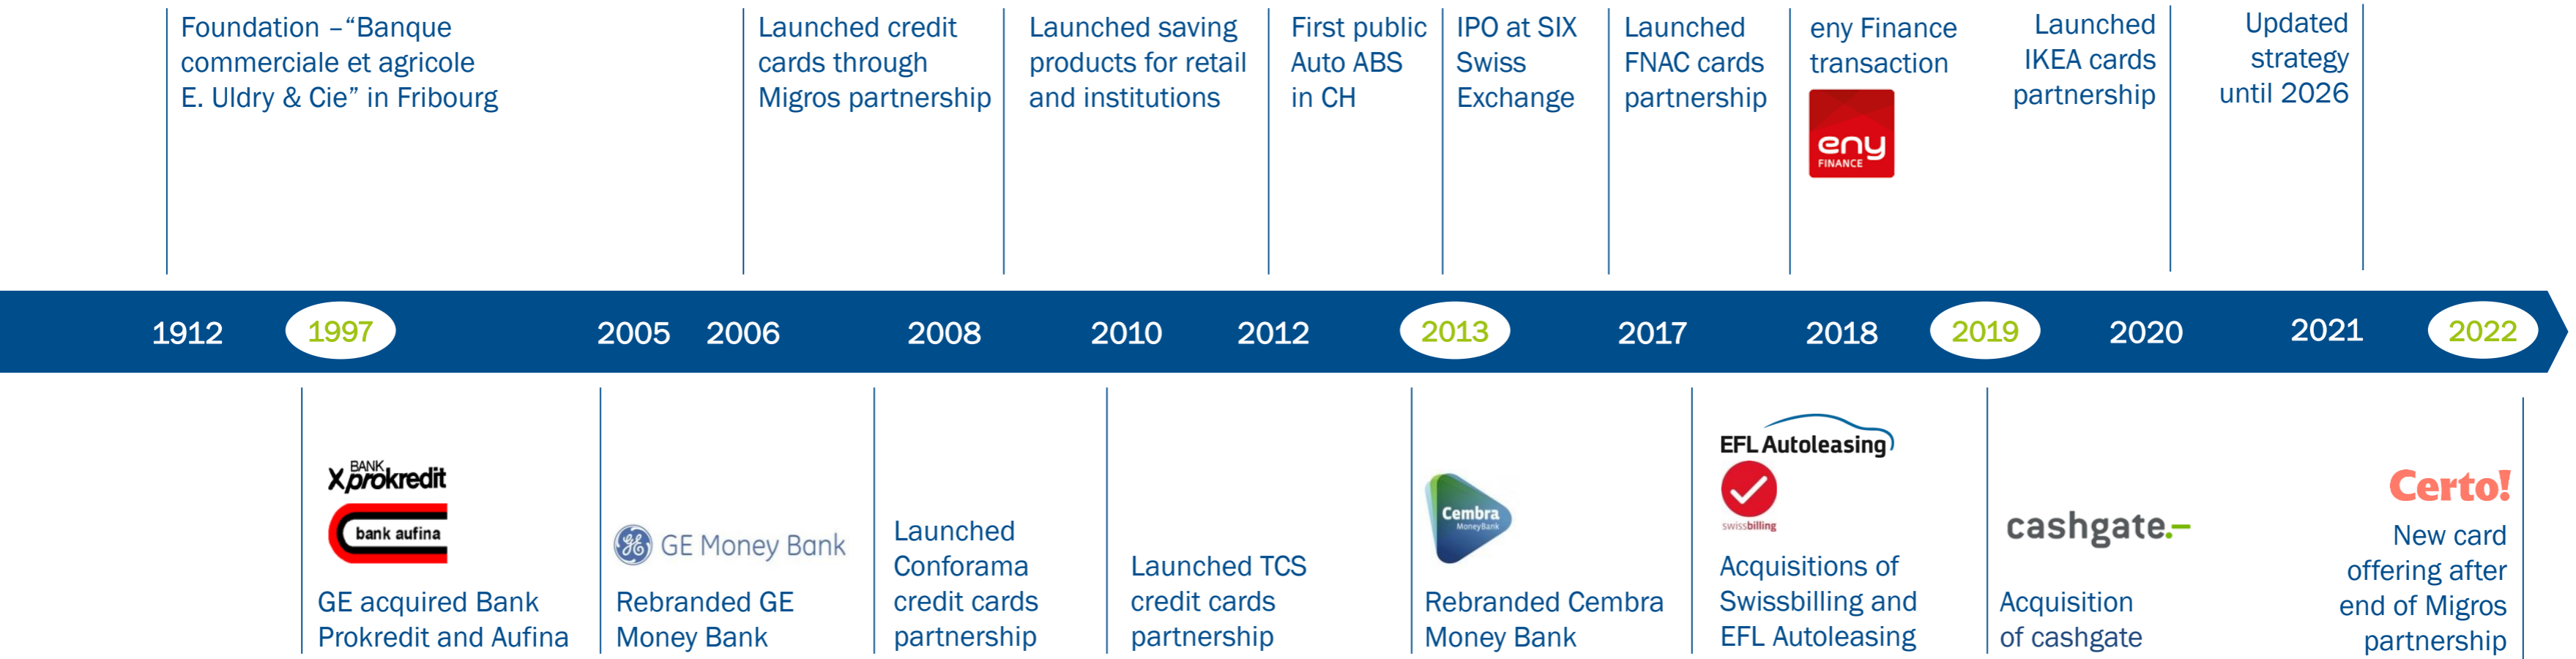 Foundation –“Banque
commerciale et agricole
E. Uldry & Cie” in Fribourg
Launched credit
cards through
Migros partnership
Launched saving
products for retail
and institutions
First public
Auto ABS
in CH
IPO at SIX
Swiss
Exchange
Launched
FNAC cards
partnership
eny Finance
transaction
eny
FINANCE
Launched
IKEA cards
partnership
Updated
strategy
until 2026
1912 1997 2005 2006 2008 2010 2012 2013 2017 2018 2019 2020 2021 2022
BANK
Xprokredit
bank aufina
GE acquired Bank
Prokredit and Aufina
GE GE Money Bank
Rebranded GE
Money Bank
Launched
Conforama
credit cards
partnership
Launched TCS
credit cards
partnership
Cembra
MoneyBank
Rebranded Cembra
Money Bank
EFL Autoleasing
swissbilling
Acquisitions of
Swissbilling and
EFL Autoleasing
cashgate.–
Acquisition
of cashgate
Certo!
New card
offering after
end of Migros
partnership